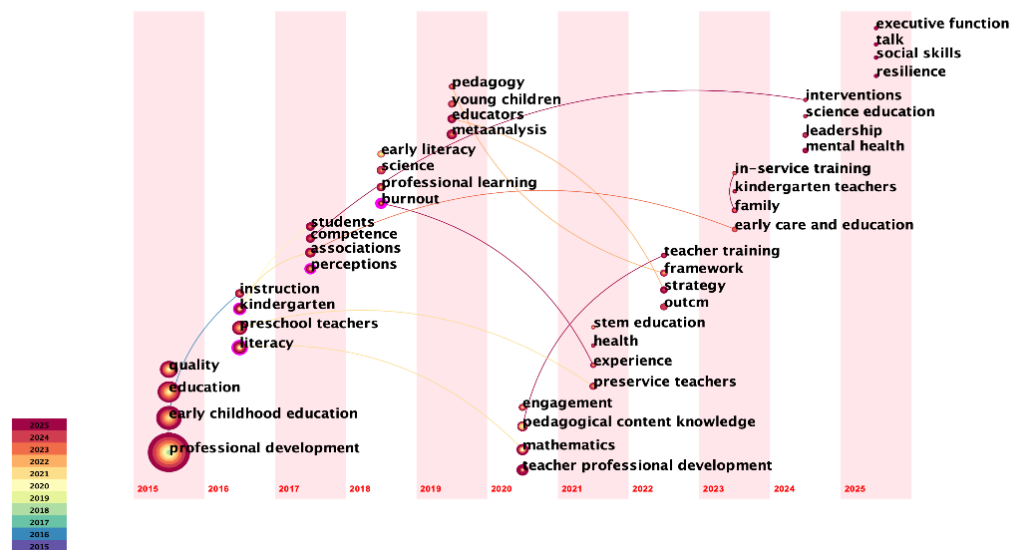 executive function
talk
social skills
resilience
pedagogy
interventions
young children
science education
educators
metaanalysis
leadership
mental health
early literacy
science
in-service training
professional learning
kindergarten teachers
burnout
family
students
early care and education
competence
associations
teacher training
perceptions
framework
instruction
strategy
kindergarten
outcm
preschool teachers
stem education
literacy
health
experience
quality
preservice teachers
education
engagement
early childhood education
pedagogical content knowledge
professional development
mathematics
teacher professional development
2015 2016 2017 2018 2019 2020 2021 2022 2023 2024 2025
2025
2024
2023
2022
2021
2020
2019
2018
2017
2016
2015